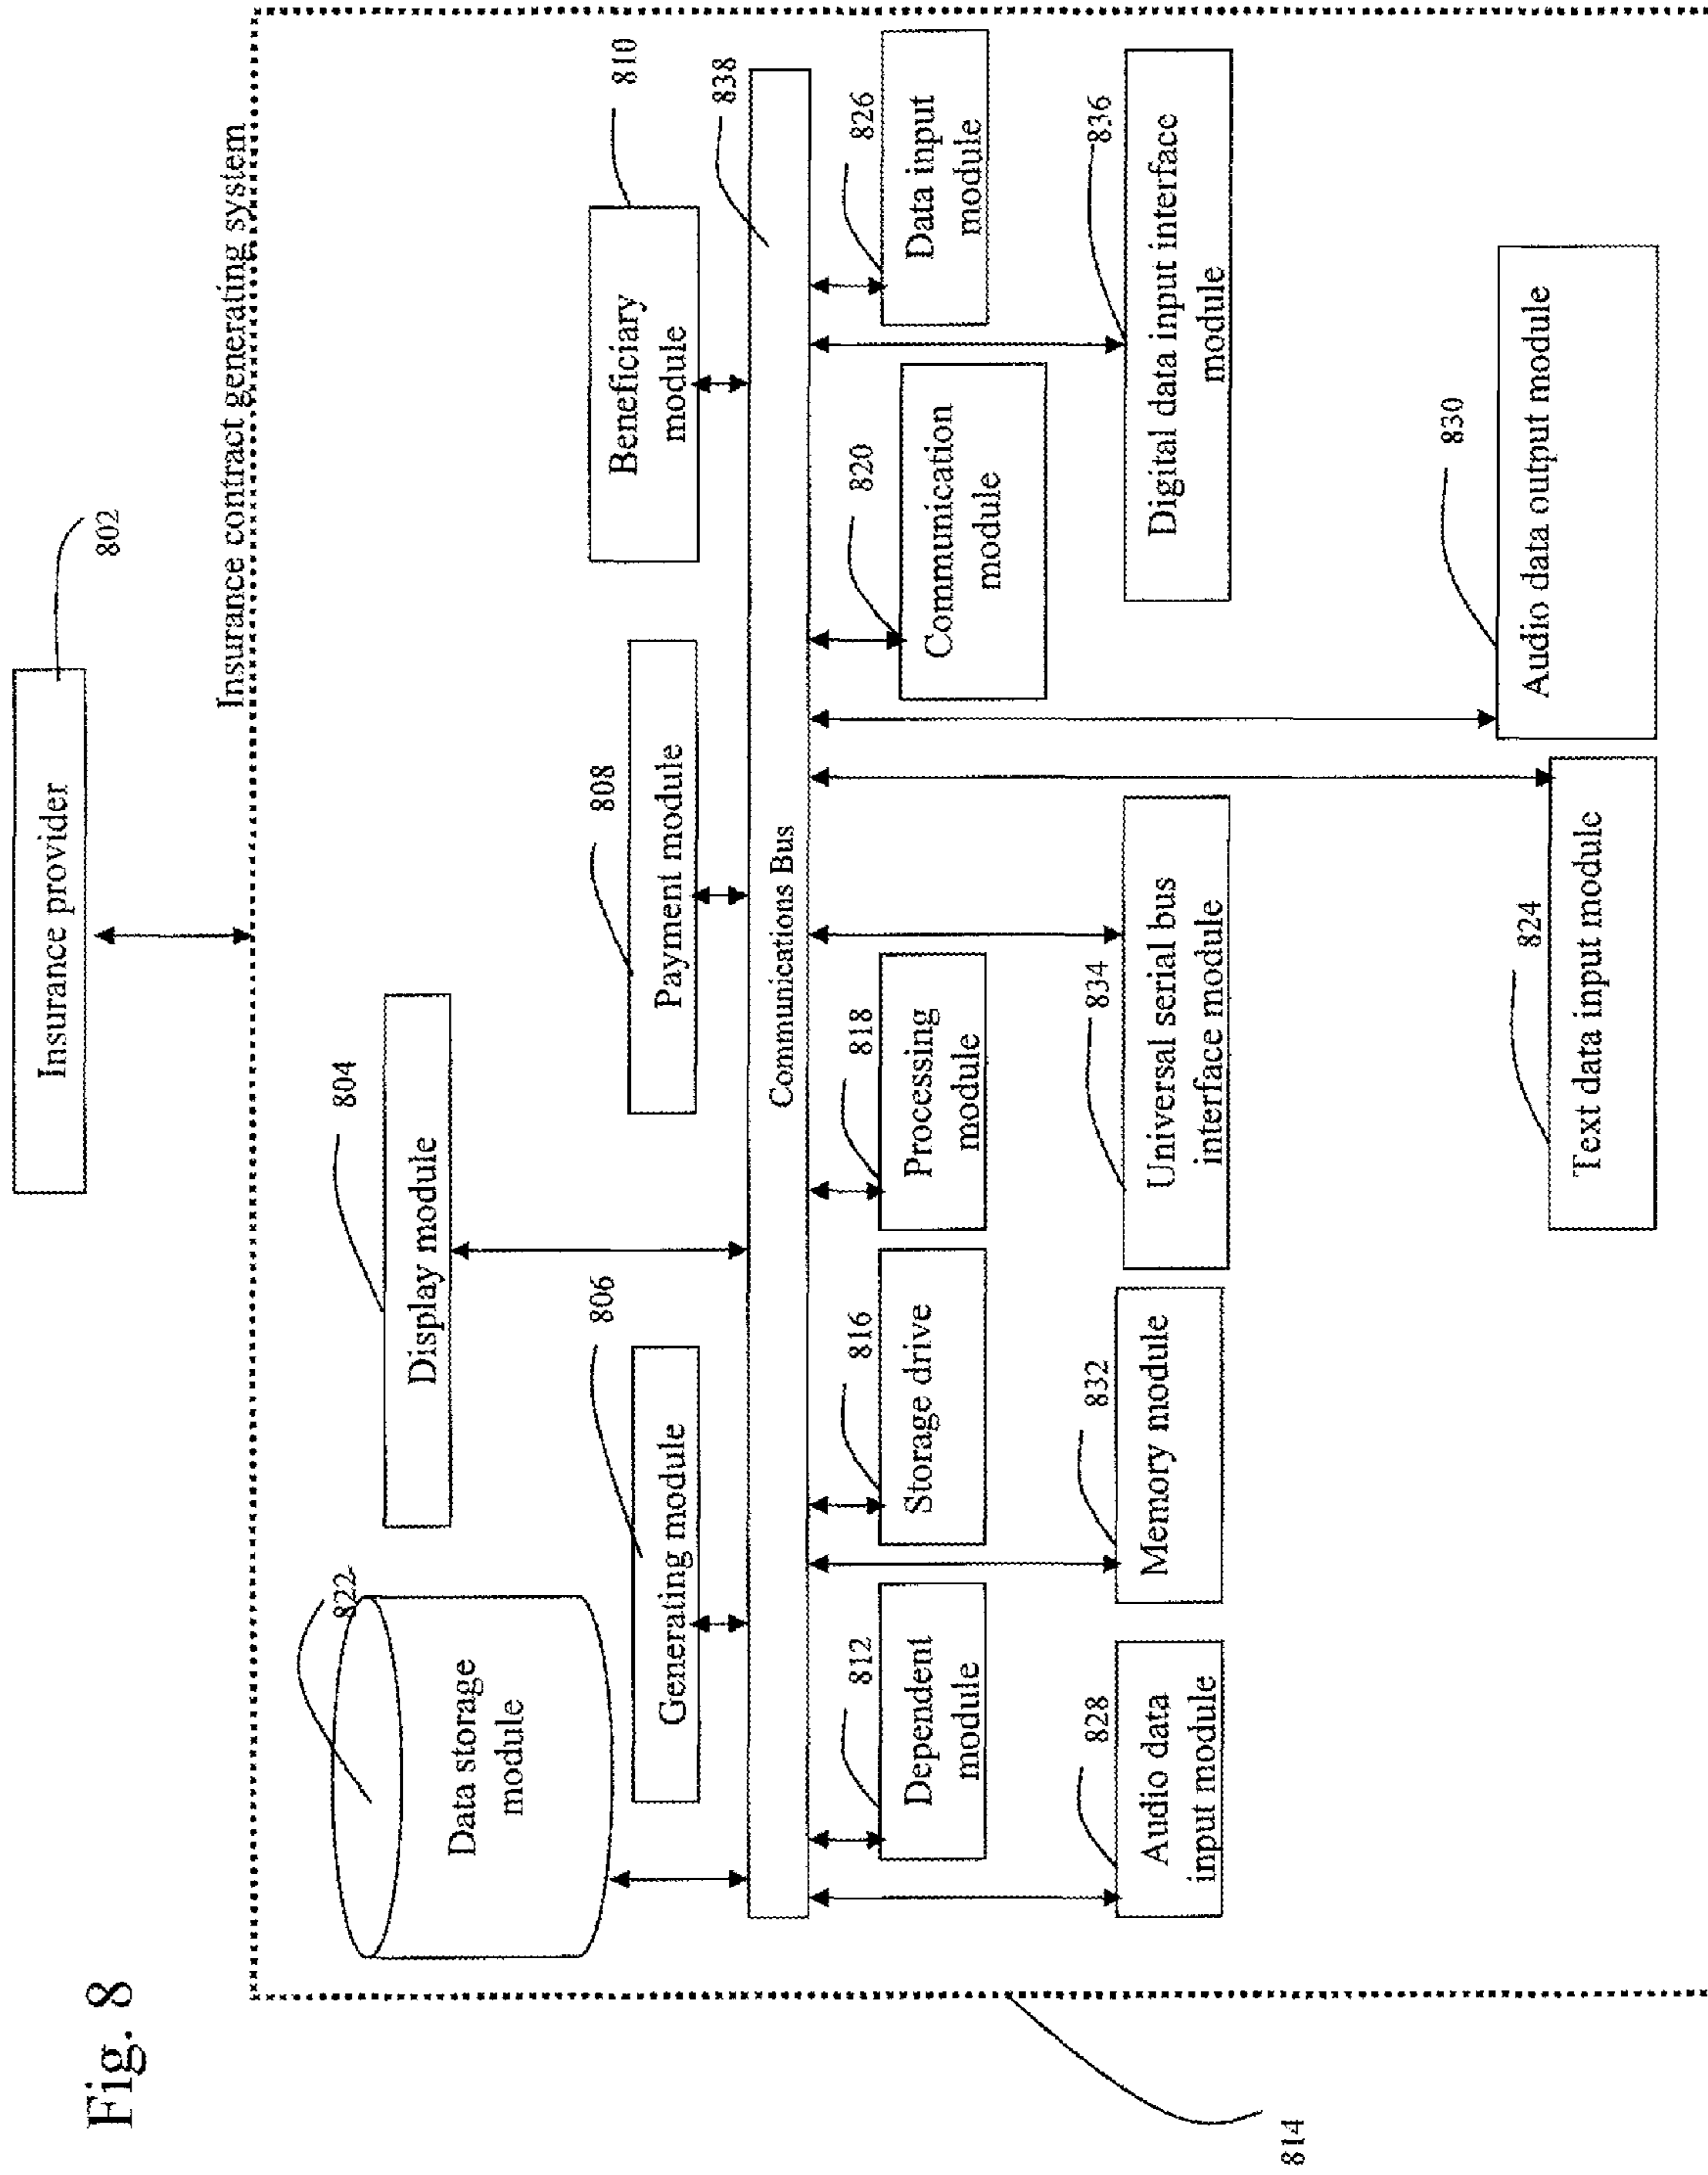 Fig. 8
Insurance provider
802
Insurance contract generating system
822
Data storage
module
804
Display module
806
Generating module
808
Payment module
810
Beneficiary
module
838
Communications Bus
812
Dependent
module
816
Storage drive
818
Processing
module
820
Communication
module
826
Data input
module
828
Audio data
input module
832
Memory module
834
Universal serial bus
interface module
836
Digital data input interface
module
824
Text data input module
830
Audio data output module
814